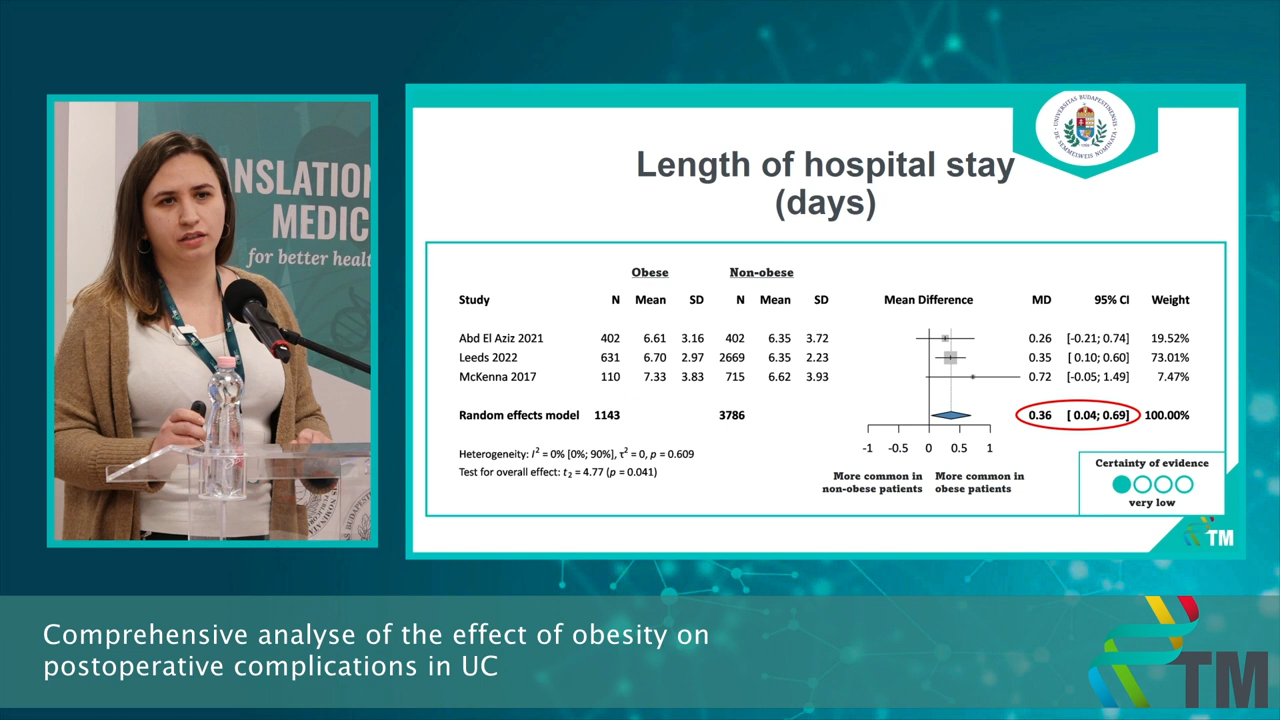 ANSLATION
MEDIC
for better healt
UNIVERSITAS BUDAPESTINENSIS
DE SEMMELWEIS NOMINATA
Length of hospital stay
(days)
Obese Non-obese
Study N Mean SD N Mean SD Mean Difference MD 95% CI Weight
Abd El Aziz 2021 402 6.61 3.16 402 6.35 3.72 0.26 [-0.21; 0.74] 19.52%
Leeds 2022 631 6.70 2.97 2669 6.35 2.23 0.35 [ 0.10; 0.60] 73.01%
McKenna 2017 110 7.33 3.83 715 6.62 3.93 0.72 [-0.05; 1.49] 7.47%
Random effects model 1143 3786 0.36 [ 0.04; 0.69] 100.00%
-1 -0.5 0 0.5 1
Heterogeneity: I² = 0% [0%; 90%], τ² = 0, p = 0.609
Test for overall effect: t₂ = 4.77 (p = 0.041)
More common in More common in
non-obese patients obese patients
Certainty of evidence
very low
TM
Comprehensive analyse of the effect of obesity on
postoperative complications in UC
TM